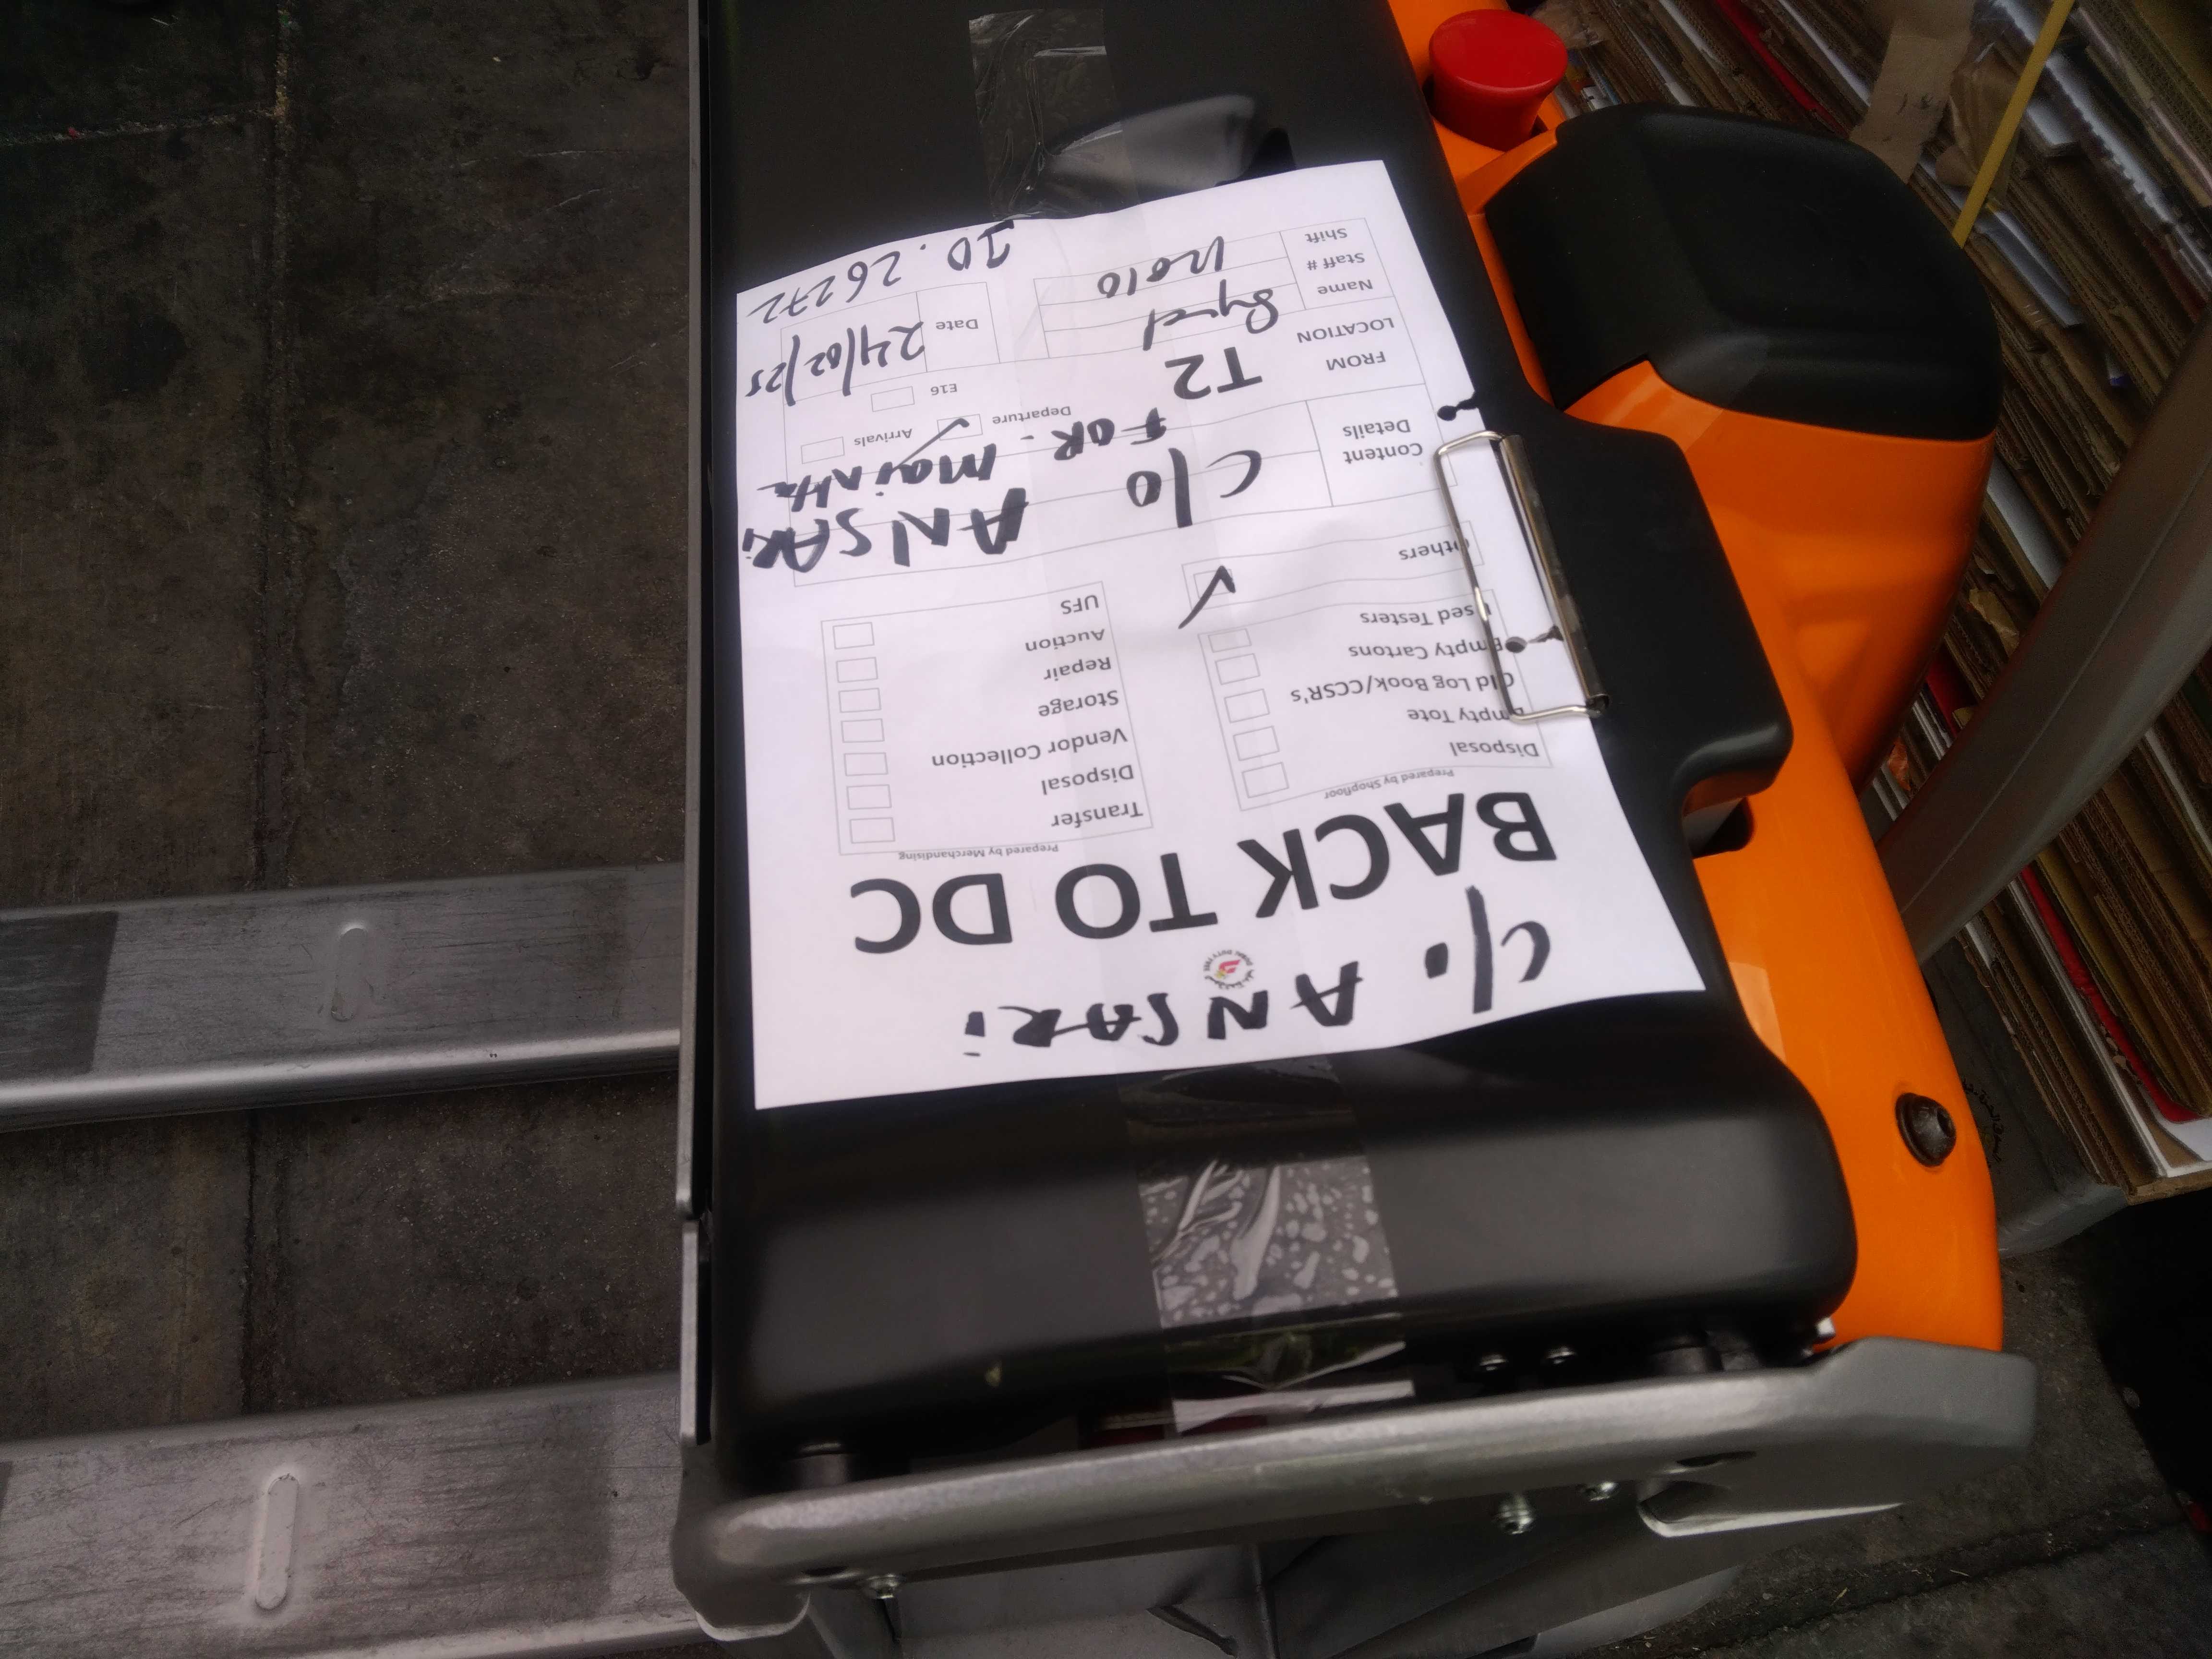 c/o. ANSARi
BACK TO DC
Prepared by Shopfloor
Disposal
Empty Tote
Old Log Book/CCSR's
Empty Cartons
Used Testers
Others
Prepared by Merchandising
Transfer
Disposal
Vendor Collection
Storage
Repair
Auction
UFS
Content Details
c/o ANSARi
FOR. Mainte
FROM LOCATION
T2
Departure
Arrivals
E16
Name
Syed
Staff #
12010
Shift
Date
24/02/25
ID. 26272